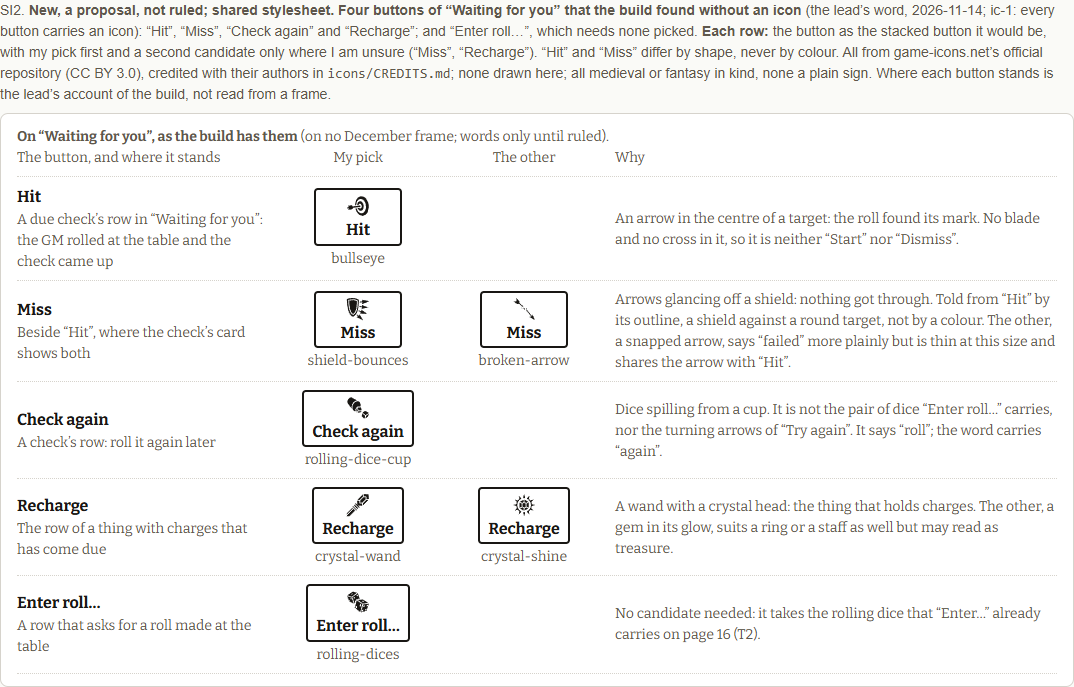 SI2. New, a proposal, not ruled; shared stylesheet. Four buttons of “Waiting for you” that the build found without an icon (the lead’s word, 2026-11-14; ic-1: every
button carries an icon): “Hit”, “Miss”, “Check again” and “Recharge”; and “Enter roll…”, which needs none picked. Each row: the button as the stacked button it would be,
with my pick first and a second candidate only where I am unsure (“Miss”, “Recharge”). “Hit” and “Miss” differ by shape, never by colour. All from game-icons.net’s official
repository (CC BY 3.0), credited with their authors in icons/CREDITS.md; none drawn here; all medieval or fantasy in kind, none a plain sign. Where each button stands is
the lead’s account of the build, not read from a frame.
On “Waiting for you”, as the build has them (on no December frame; words only until ruled).
The button, and where it stands
My pick
The other
Why
Hit
A due check’s row in “Waiting for you”:
the GM rolled at the table and the
check came up
Hit
bullseye
An arrow in the centre of a target: the roll found its mark. No blade
and no cross in it, so it is neither “Start” nor “Dismiss”.
Miss
Beside “Hit”, where the check’s card
shows both
Miss
shield-bounces
Miss
broken-arrow
Arrows glancing off a shield: nothing got through. Told from “Hit” by
its outline, a shield against a round target, not by a colour. The other,
a snapped arrow, says “failed” more plainly but is thin at this size and
shares the arrow with “Hit”.
Check again
A check’s row: roll it again later
Check again
rolling-dice-cup
Dice spilling from a cup. It is not the pair of dice “Enter roll…” carries,
nor the turning arrows of “Try again”. It says “roll”; the word carries
“again”.
Recharge
The row of a thing with charges that
has come due
Recharge
crystal-wand
Recharge
crystal-shine
A wand with a crystal head: the thing that holds charges. The other, a
gem in its glow, suits a ring or a staff as well but may read as
treasure.
Enter roll…
A row that asks for a roll made at the
table
Enter roll…
rolling-dices
No candidate needed: it takes the rolling dice that “Enter…” already
carries on page 16 (T2).